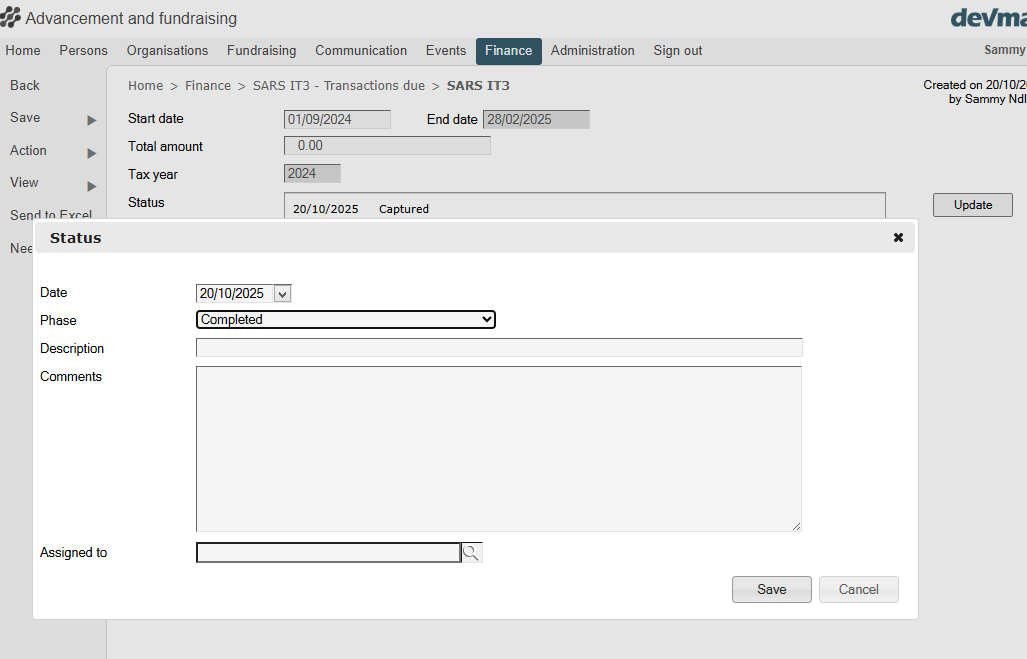 Advancement and fundraising
Home Persons Organisations Fundraising Communication Events Finance Administration Sign out Sammy
Back
Save
Action
View
Send to Excel
Home > Finance > SARS IT3 - Transactions due > SARS IT3
Created on 20/10/2
by Sammy Ndl
Start date 01/09/2024 End date 28/02/2025
Total amount 0.00
Tax year 2024
Status 20/10/2025 Captured
Update
Status
Date 20/10/2025
Phase Completed
Description
Comments
Assigned to
Save Cancel